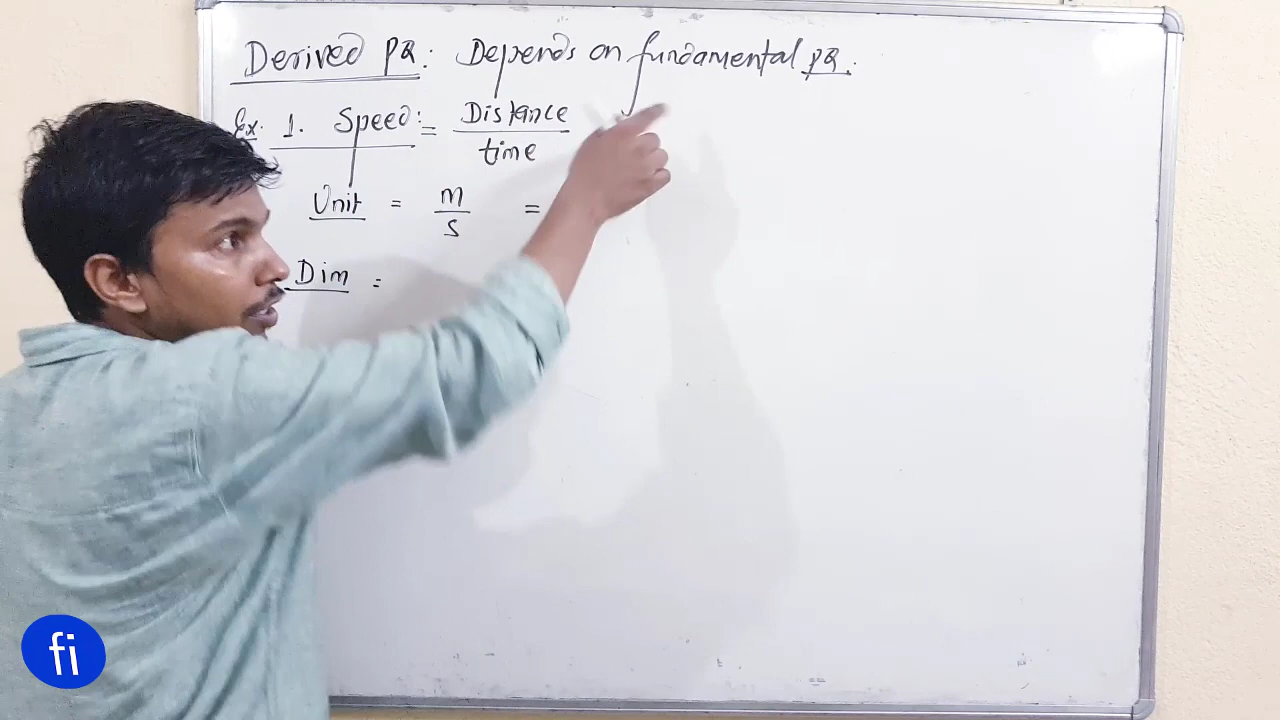 Derived PQ: Depends on fundamental PQ.
Ex: 1. Speed: = Distance / time
Unit = m / s =
Dim =
fi